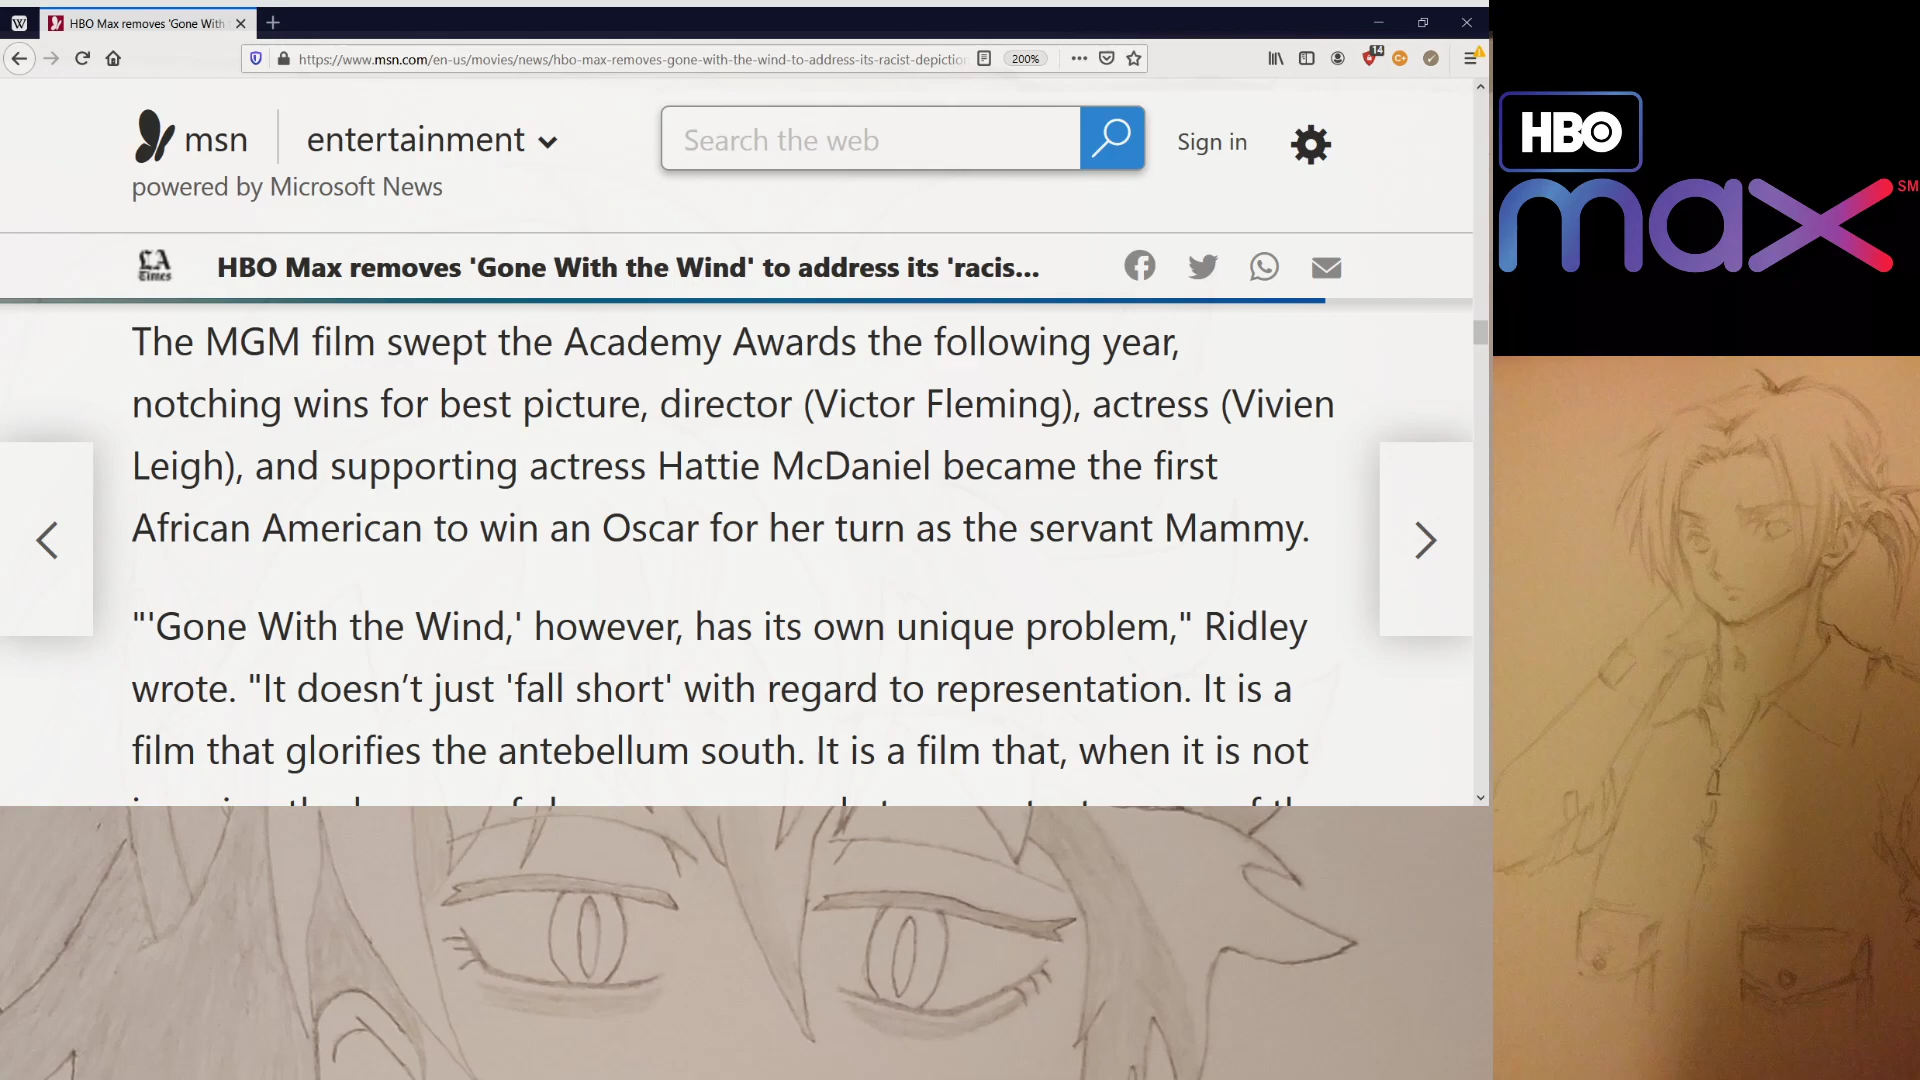 HBO Max removes 'Gone With
https://www.msn.com/en-us/movies/news/hbo-max-removes-gone-with-the-wind-to-address-its-racist-depiction
200%
14
msn
entertainment
Search the web
Sign in
powered by Microsoft News
LA Times
HBO Max removes 'Gone With the Wind' to address its 'racis...
The MGM film swept the Academy Awards the following year,
notching wins for best picture, director (Victor Fleming), actress (Vivien
Leigh), and supporting actress Hattie McDaniel became the first
African American to win an Oscar for her turn as the servant Mammy.
"'Gone With the Wind,' however, has its own unique problem," Ridley
wrote. "It doesn’t just 'fall short' with regard to representation. It is a
film that glorifies the antebellum south. It is a film that, when it is not
HBO
max
SM